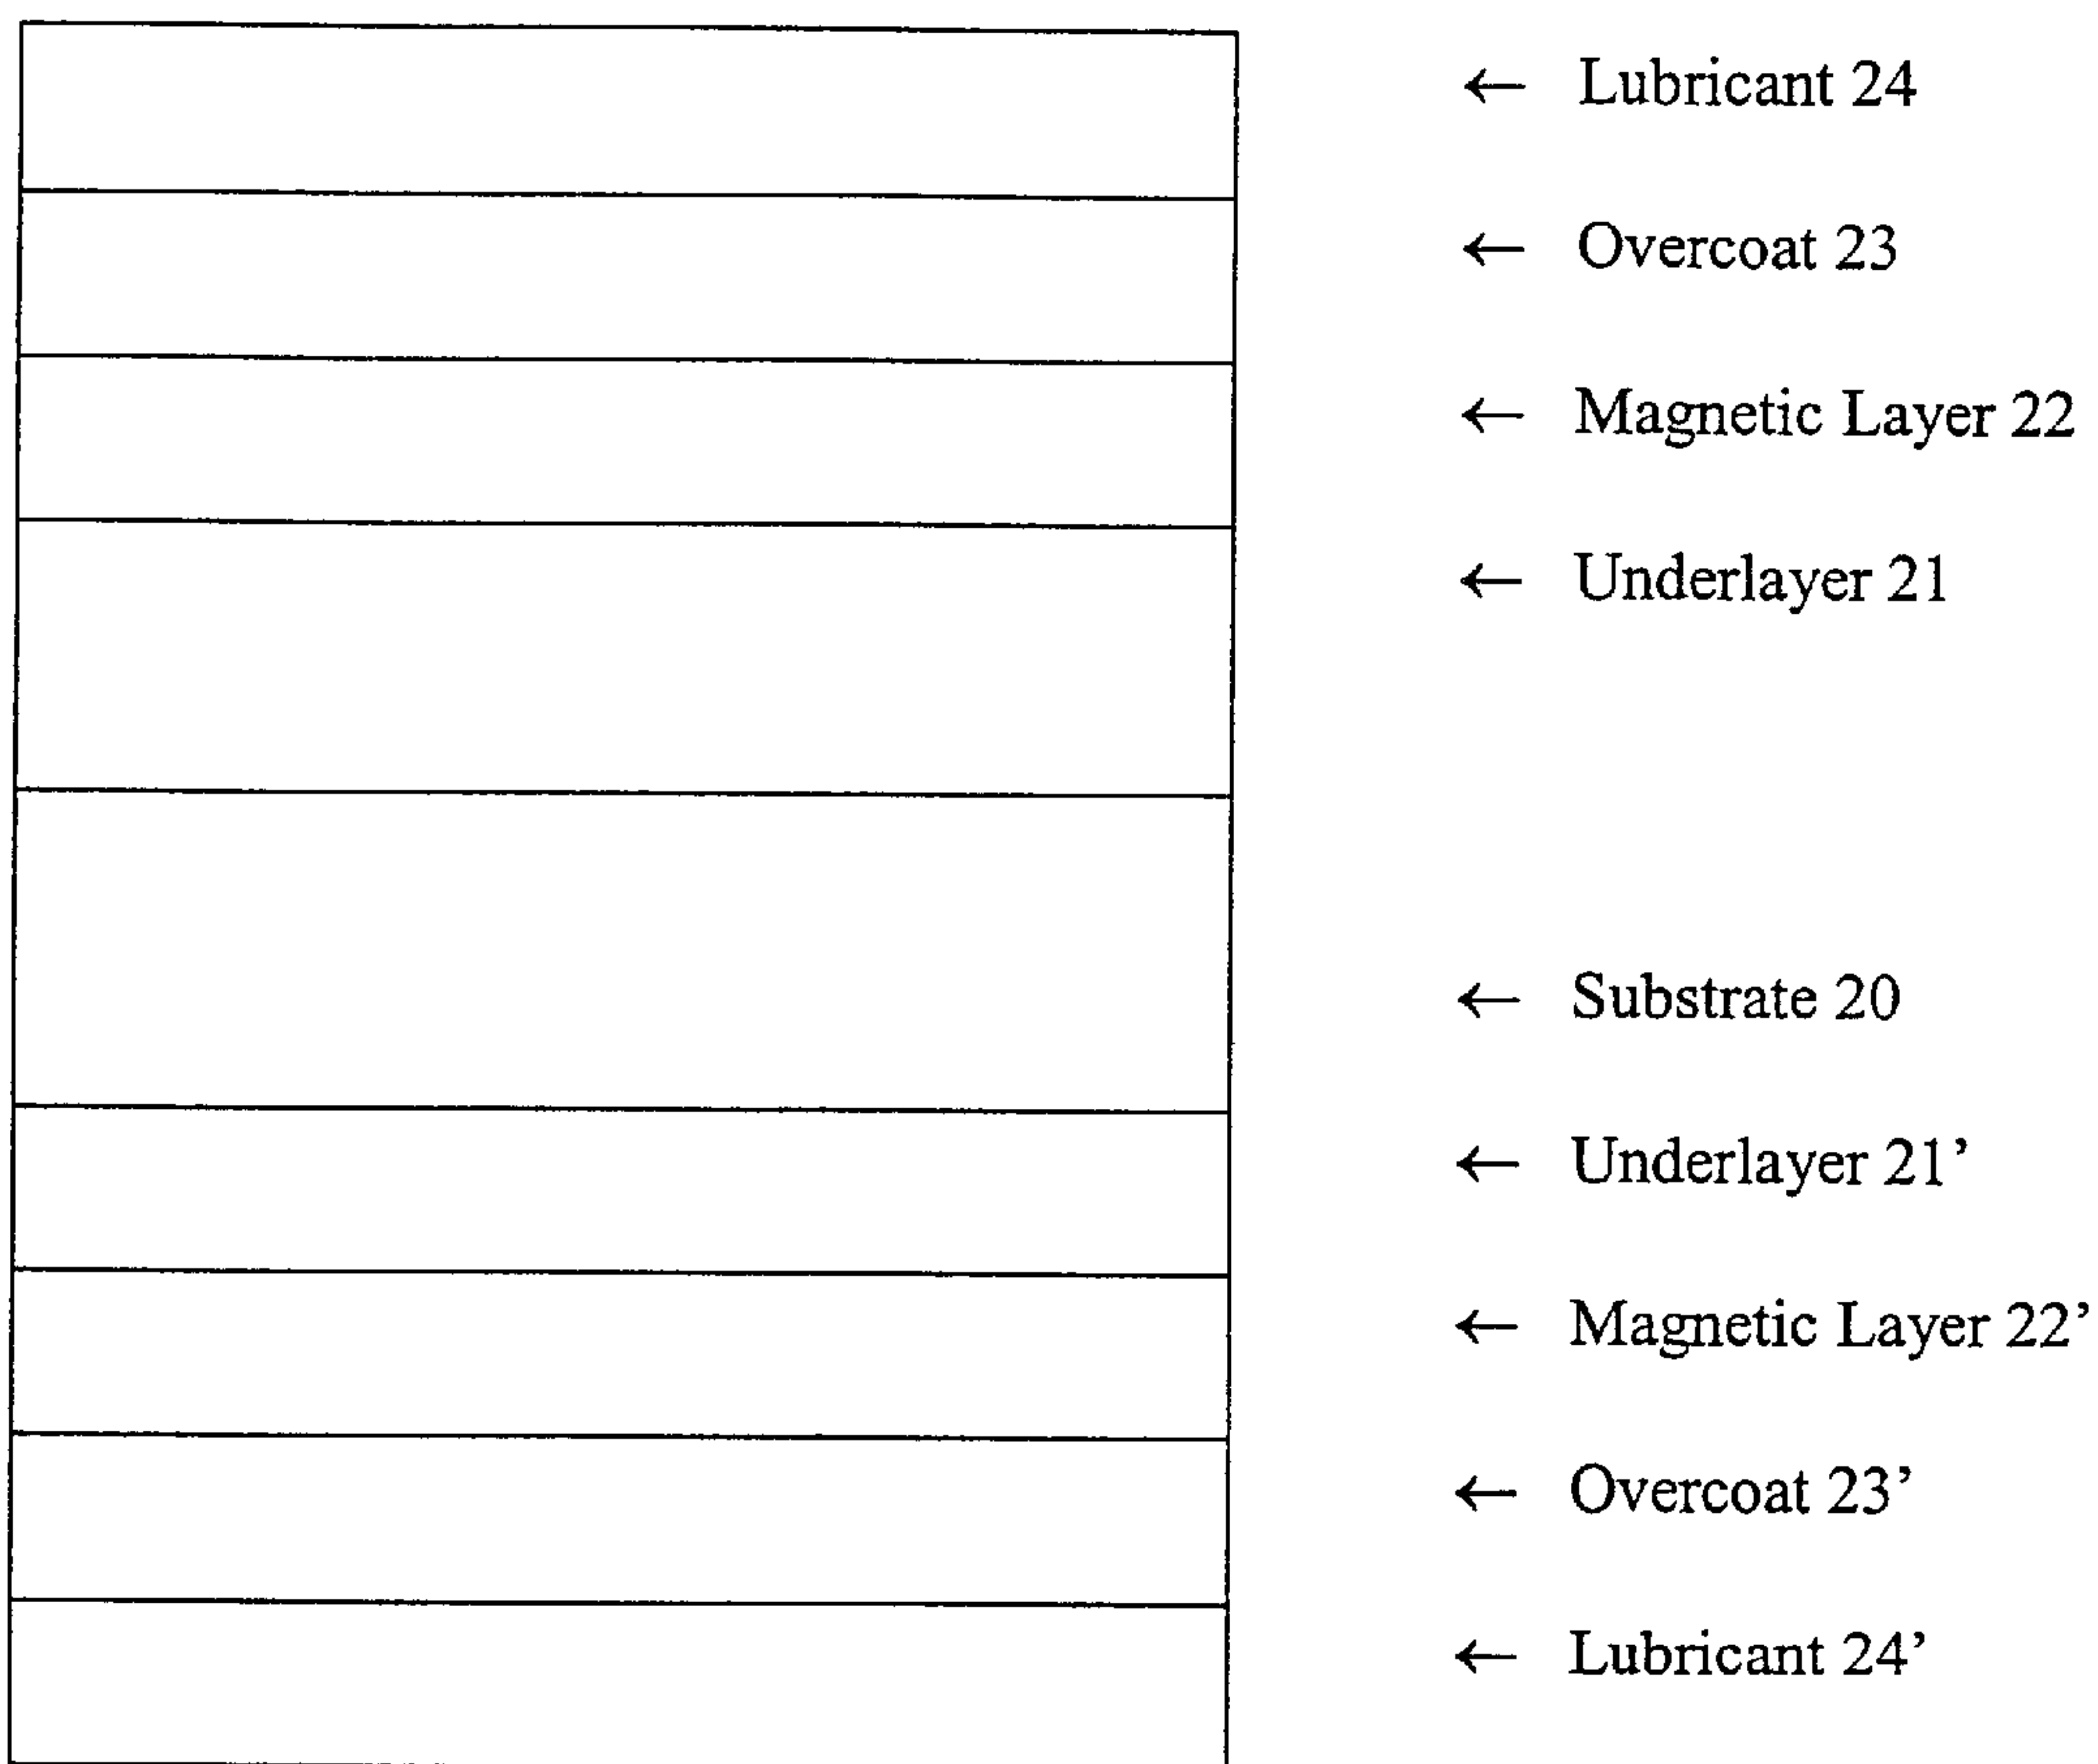 ← Lubricant 24
← Overcoat 23
← Magnetic Layer 22
← Underlayer 21
← Substrate 20
← Underlayer 21’
← Magnetic Layer 22’
← Overcoat 23’
← Lubricant 24’